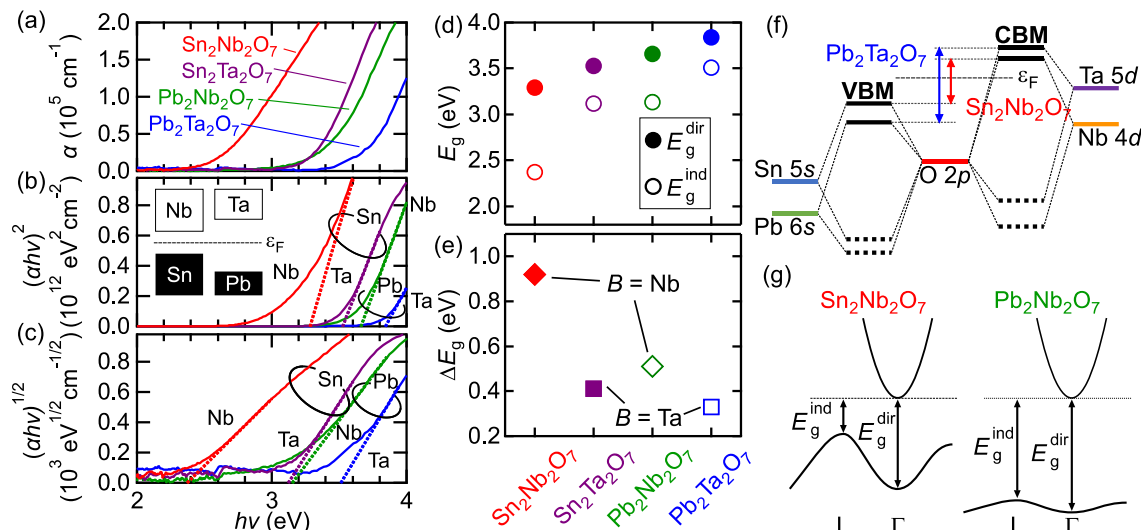 (a)
2.0
1.5
1.0
0.5
0.0
α (10⁵ cm⁻¹)
Sn₂Nb₂O₇
Sn₂Ta₂O₇
Pb₂Nb₂O₇
Pb₂Ta₂O₇
(b)
0.8
0.6
0.4
0.2
0.0
(αhν)²
(10¹² eV² cm⁻²)
Nb
Ta
ε_F
Sn
Pb
Nb
Sn
Ta
Nb
Pb
Ta
(c)
0.8
0.6
0.4
0.2
0.0
(αhν)^1/2
(10³ eV^1/2 cm^-1/2)
Nb
Sn
Pb
Ta
Nb
Ta
2
3
4
hν (eV)
(d)
4.0
3.5
3.0
2.5
2.0
E_g (eV)
E_g^dir
E_g^ind
(e)
1.0
0.8
0.6
0.4
0.2
ΔE_g (eV)
B = Nb
B = Ta
Sn₂Nb₂O₇
Sn₂Ta₂O₇
Pb₂Nb₂O₇
Pb₂Ta₂O₇
(f)
CBM
Pb₂Ta₂O₇
ε_F
Ta 5d
VBM
Sn₂Nb₂O₇
Nb 4d
Sn 5s
O 2p
Pb 6s
(g)
Sn₂Nb₂O₇
Pb₂Nb₂O₇
E_g^ind
E_g^dir
E_g^ind
E_g^dir